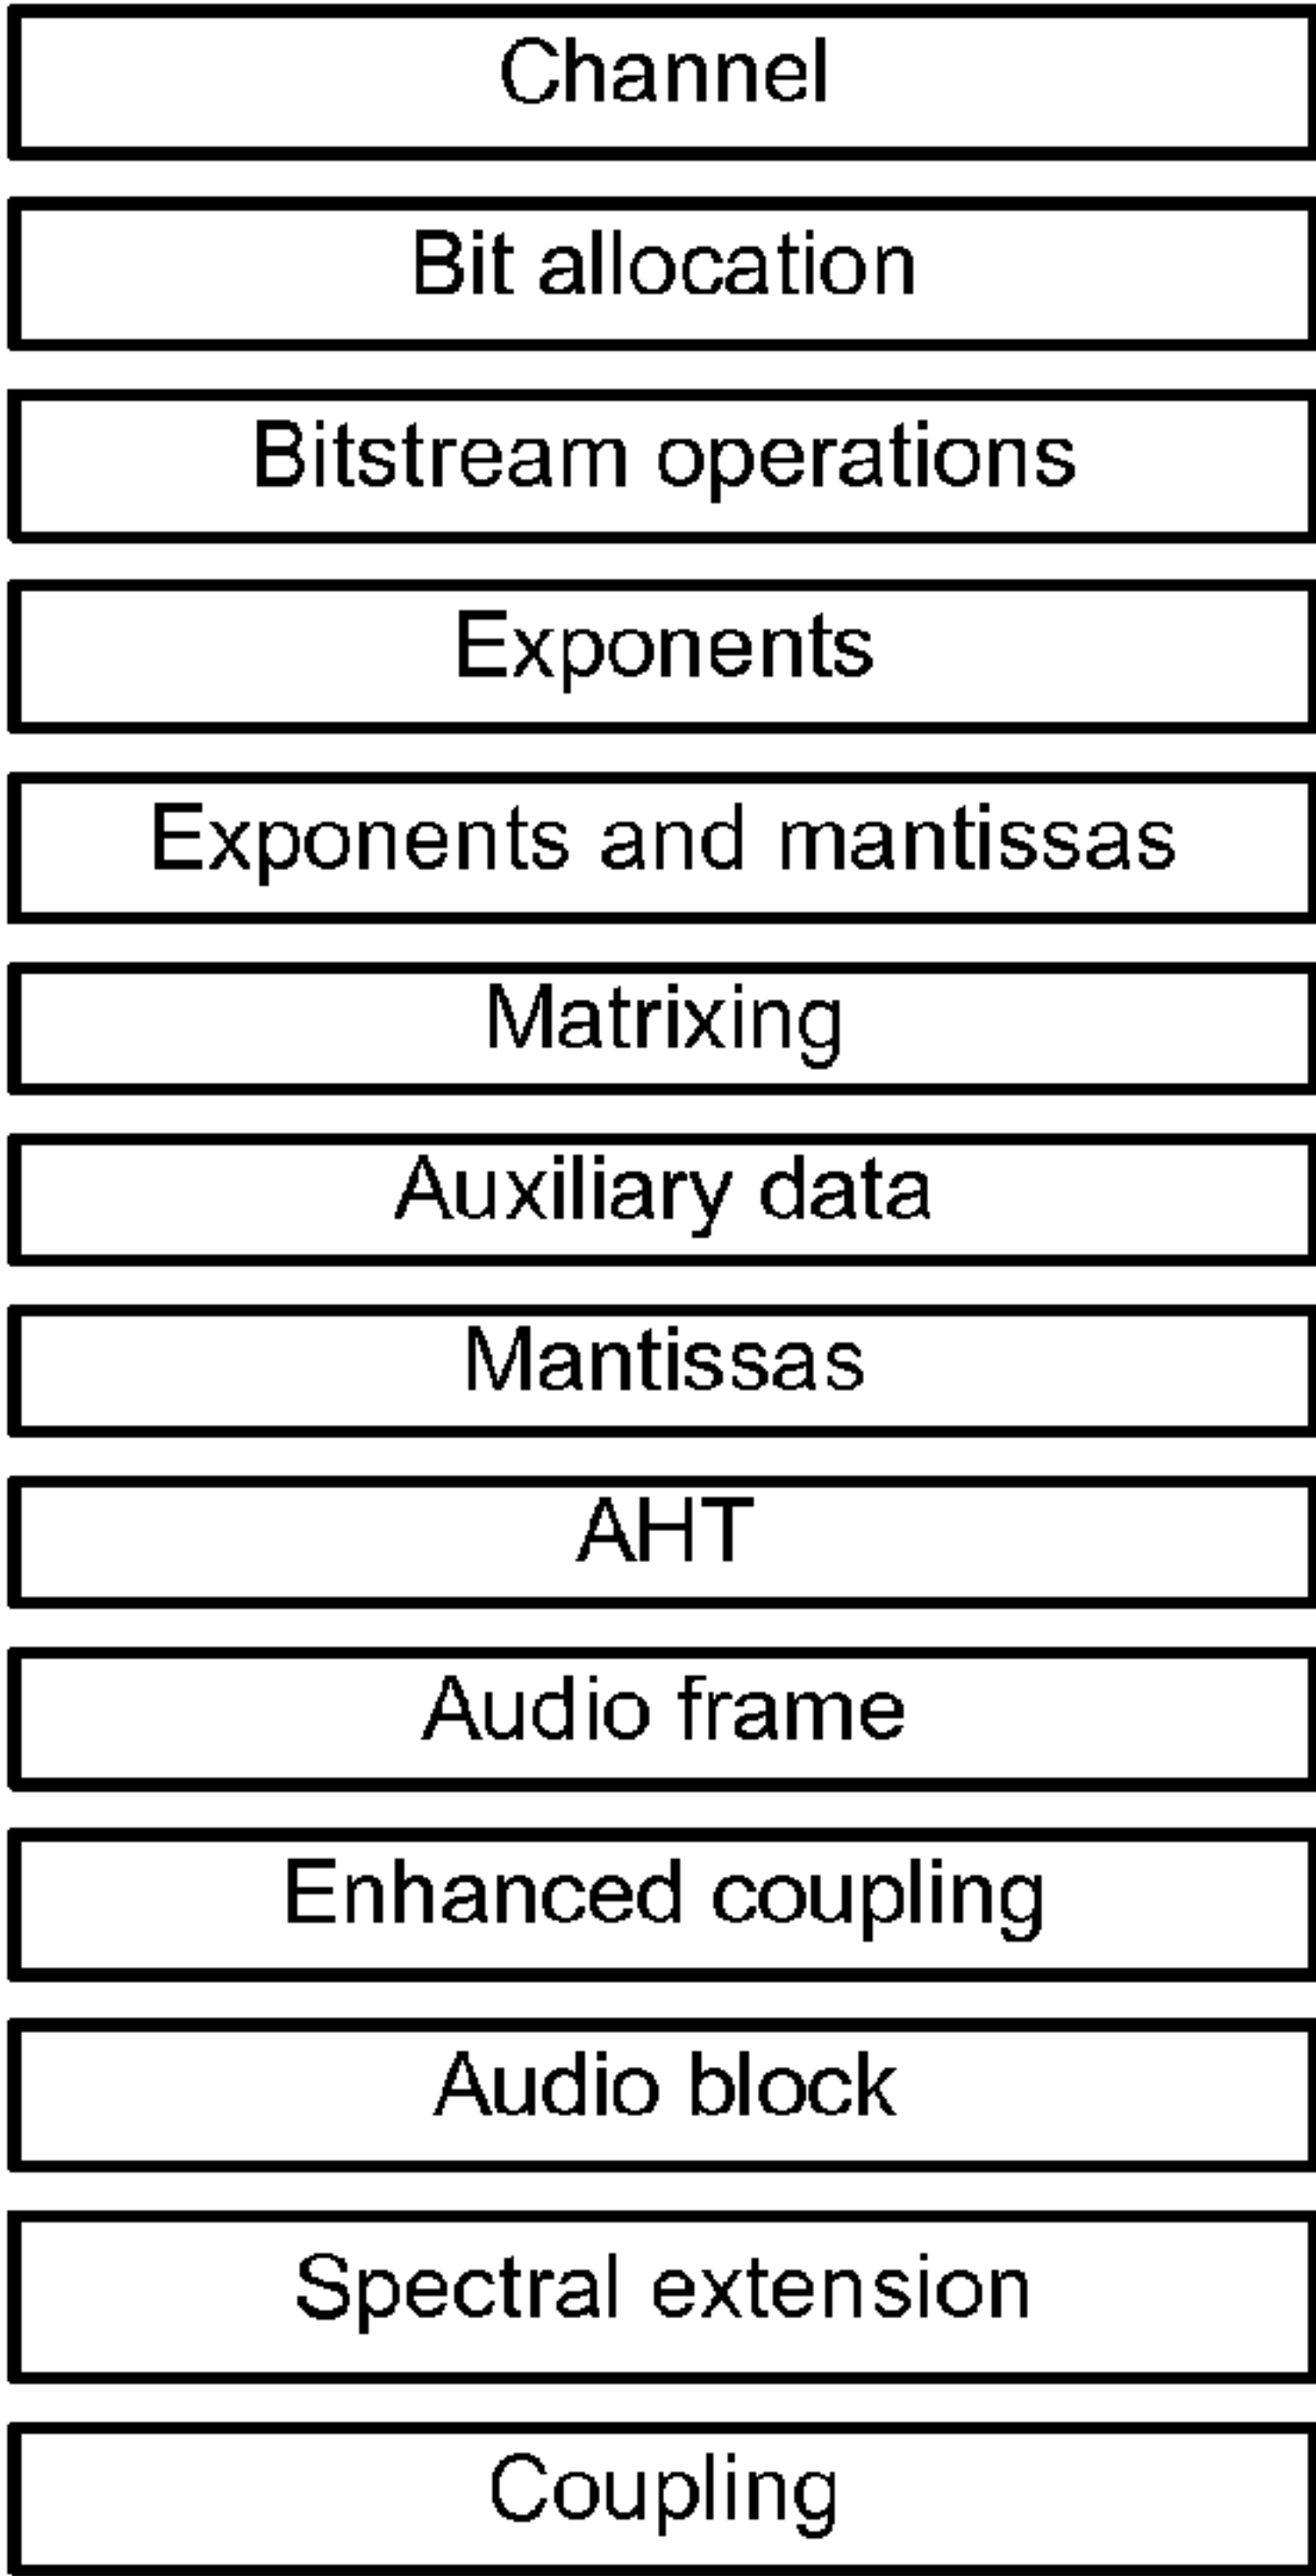 Channel
Bit allocation
Bitstream operations
Exponents
Exponents and mantissas
Matrixing
Auxiliary data
Mantissas
AHT
Audio frame
Enhanced coupling
Audio block
Spectral extension
Coupling